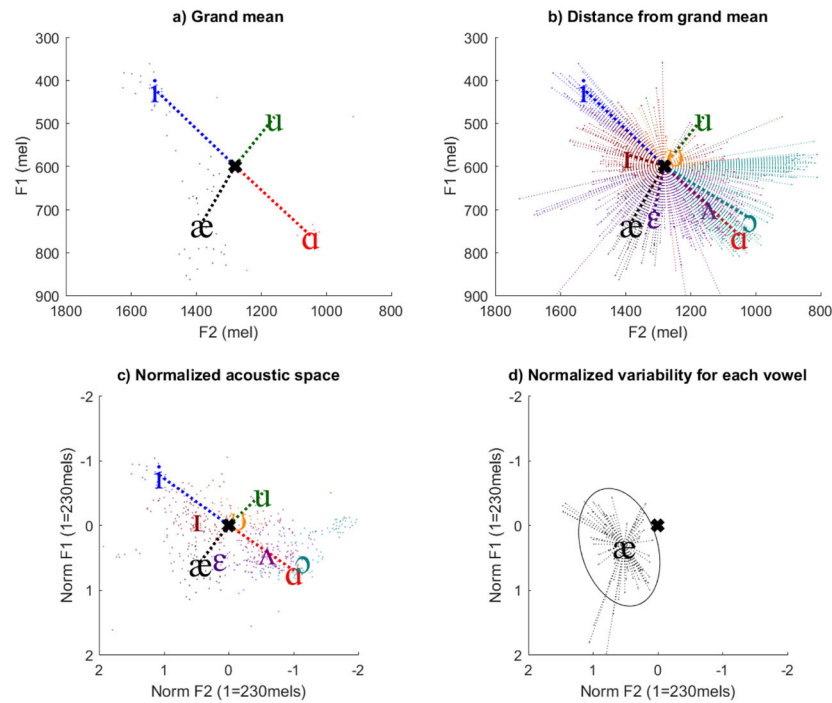 a) Grand mean
300
400
500
600
700
800
900
F1 (mel)
i
u
æ
ɑ
1800 1600 1400 1200 1000 800
F2 (mel)
b) Distance from grand mean
300
400
500
600
700
800
900
F1 (mel)
i
u
ɪ
ʊ
æ
ɛ
ʌ
ɔ
ɑ
1800 1600 1400 1200 1000 800
F2 (mel)
c) Normalized acoustic space
-2
-1
0
1
2
Norm F1 (1=230mels)
i
u
ɪ
ʊ
æ
ɛ
ʌ
ɔ
ɑ
2 1 0 -1 -2
Norm F2 (1=230mels)
d) Normalized variability for each vowel
-2
-1
0
1
2
Norm F1 (1=230mels)
æ
2 1 0 -1 -2
Norm F2 (1=230mels)